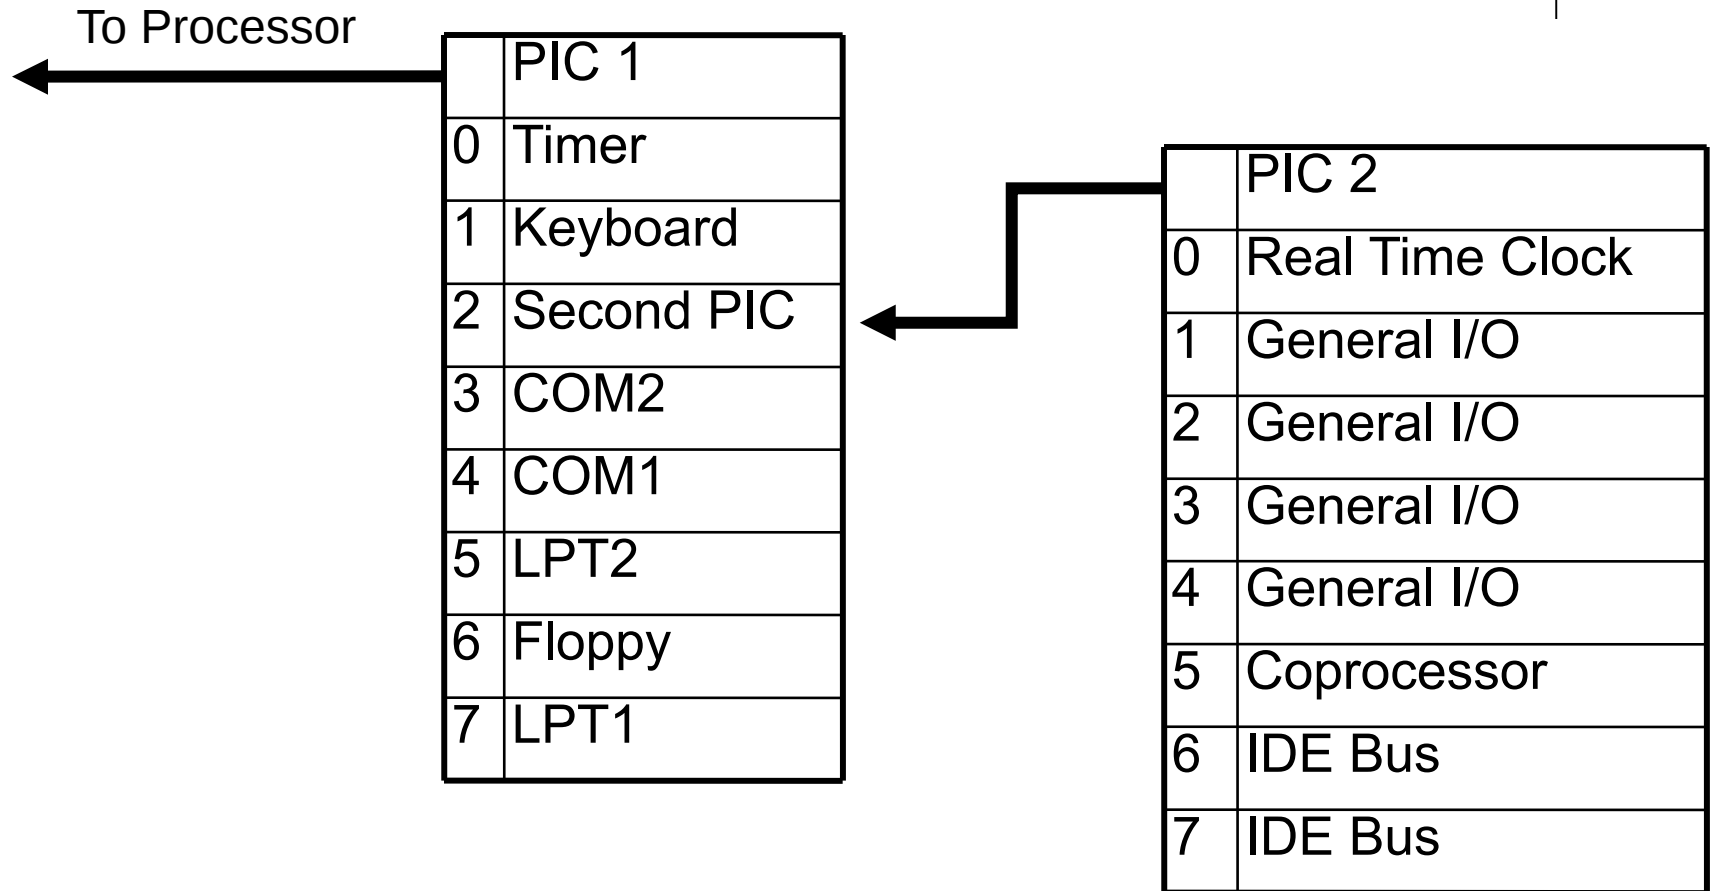 To Processor
PIC 1
0 Timer
1 Keyboard
2 Second PIC
3 COM2
4 COM1
5 LPT2
6 Floppy
7 LPT1
PIC 2
0 Real Time Clock
1 General I/O
2 General I/O
3 General I/O
4 General I/O
5 Coprocessor
6 IDE Bus
7 IDE Bus